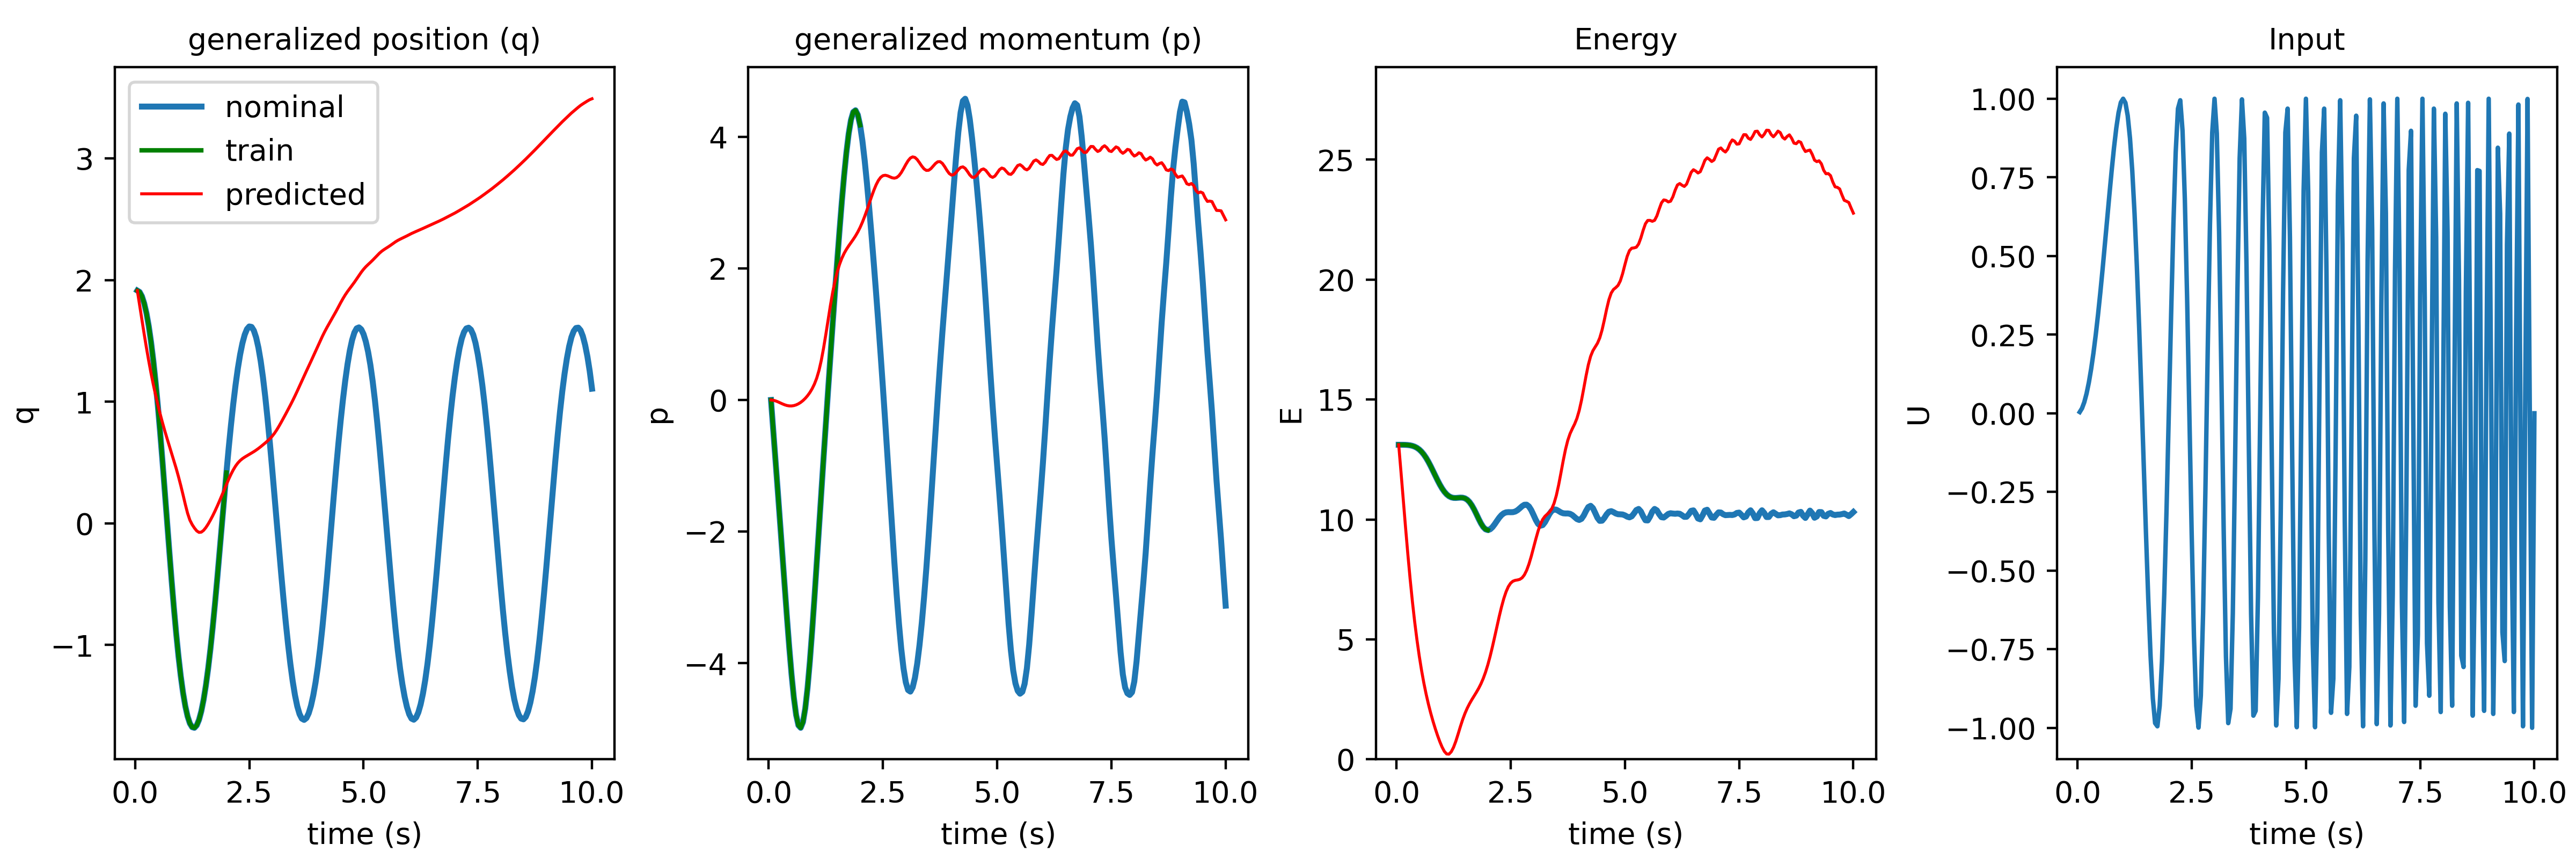 generalized position (q)
nominal
train
predicted
q
3
2
1
0
−1
0.0 2.5 5.0 7.5 10.0
time (s)
generalized momentum (p)
p
4
2
0
−2
−4
0.0 2.5 5.0 7.5 10.0
time (s)
Energy
E
25
20
15
10
5
0
0.0 2.5 5.0 7.5 10.0
time (s)
Input
U
1.00
0.75
0.50
0.25
0.00
−0.25
−0.50
−0.75
−1.00
0.0 2.5 5.0 7.5 10.0
time (s)